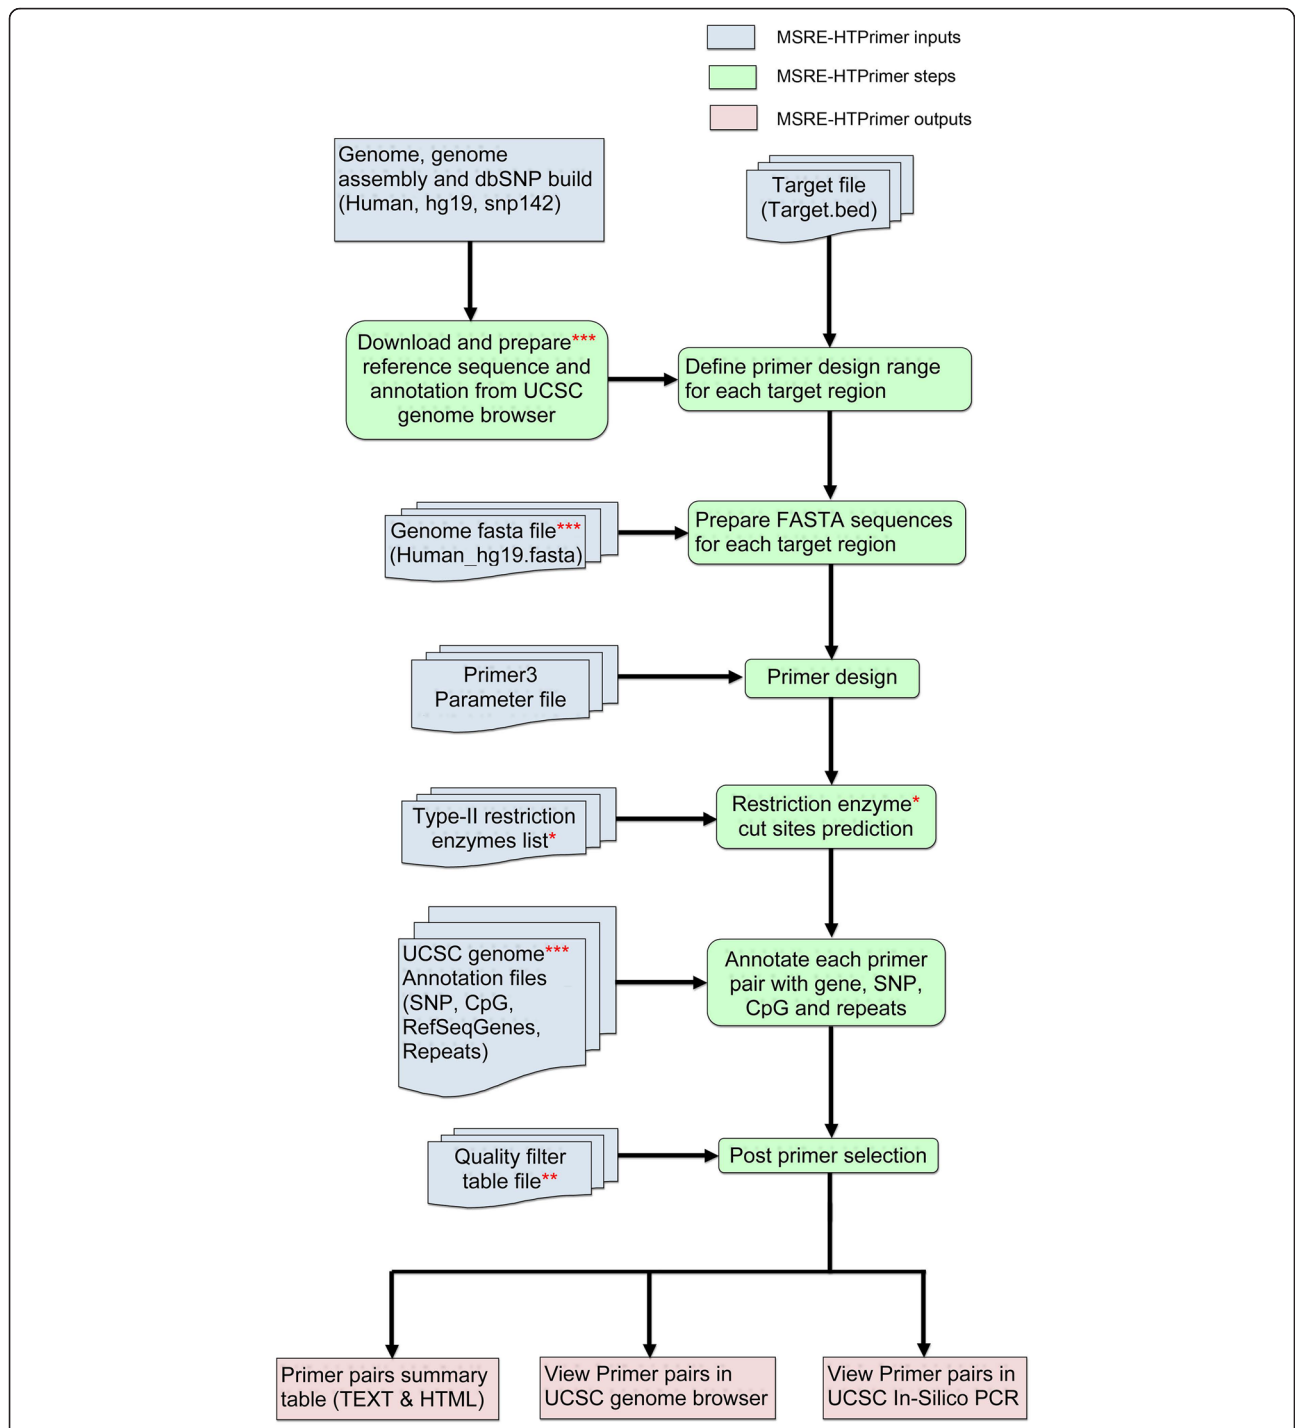 MSRE-HTPrimer inputs
MSRE-HTPrimer steps
MSRE-HTPrimer outputs
Genome, genome
assembly and dbSNP build
(Human, hg19, snp142)
Target file
(Target.bed)
Download and prepare***
reference sequence and
annotation from UCSC
genome browser
Define primer design range
for each target region
Genome fasta file***
(Human_hg19.fasta)
Prepare FASTA sequences
for each target region
Primer3
Parameter file
Primer design
Type-II restriction
enzymes list*
Restriction enzyme*
cut sites prediction
UCSC genome***
Annotation files
(SNP, CpG,
RefSeqGenes,
Repeats)
Annotate each primer
pair with gene, SNP,
CpG and repeats
Quality filter
table file**
Post primer selection
Primer pairs summary
table (TEXT & HTML)
View Primer pairs in
UCSC genome browser
View Primer pairs in
UCSC In-Silico PCR